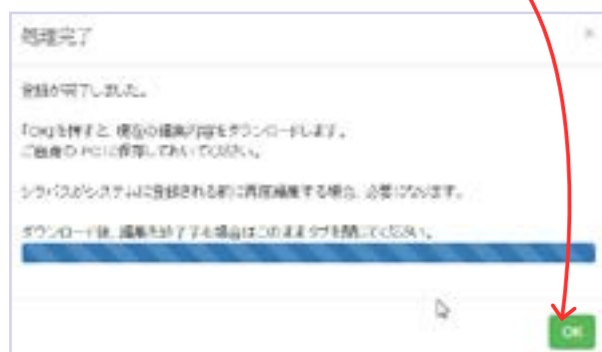 処理完了
×
登録が完了しました。
「OK」を押すと、現在の編集内容をダウンロードします。
ご自身のPCに保存しておいてください。
シラバスがシステムに登録される前に再度編集する場合、必要になります。
ダウンロード後、編集を終了する場合はこのままタブを閉じてください。
OK